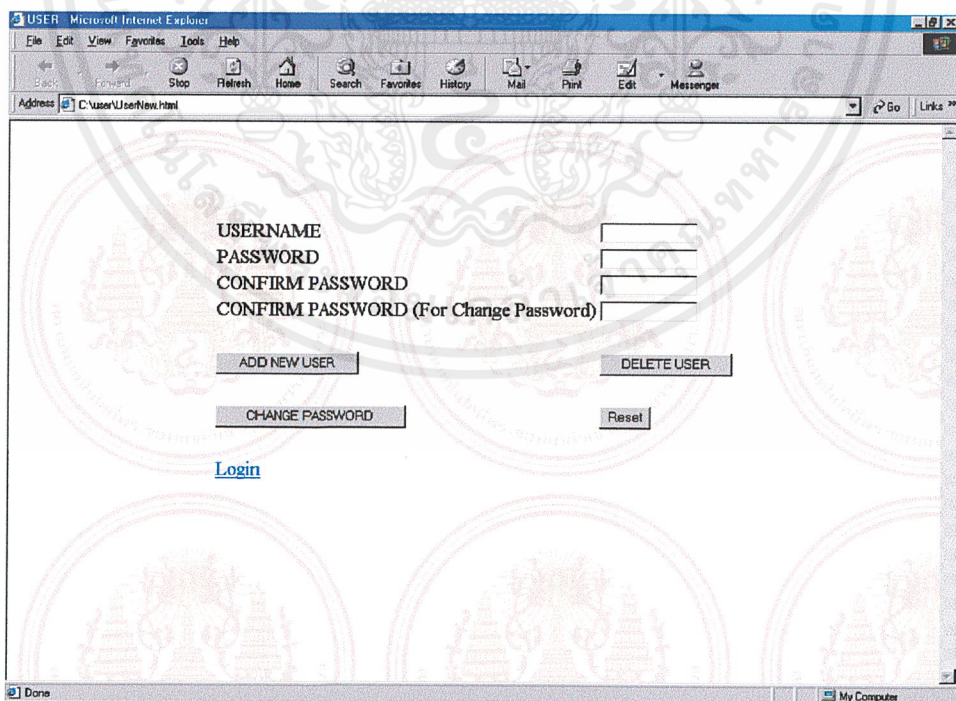 USER - Microsoft Internet Explorer
File Edit View Favorites Tools Help
Back Forward Stop Refresh Home Search Favorites History Mail Print Edit Messenger
Address C:\user\UserNew.html Go Links »
USERNAME
PASSWORD
CONFIRM PASSWORD
CONFIRM PASSWORD (For Change Password)
ADD NEW USER DELETE USER
CHANGE PASSWORD Reset
Login
Done My Computer